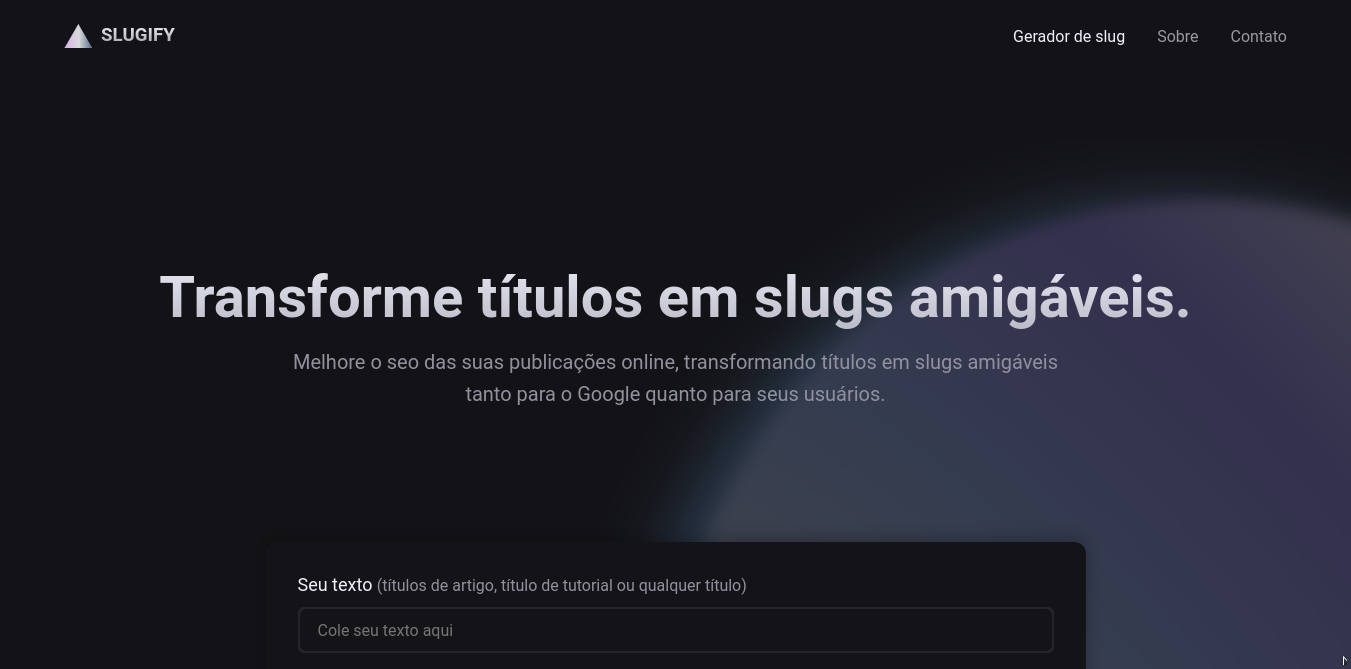 SLUGIFY
Gerador de slug Sobre Contato
Transforme títulos em slugs amigáveis.
Melhore o seo das suas publicações online, transformando títulos em slugs amigáveis
tanto para o Google quanto para seus usuários.
Seu texto (títulos de artigo, título de tutorial ou qualquer título)
Cole seu texto aqui